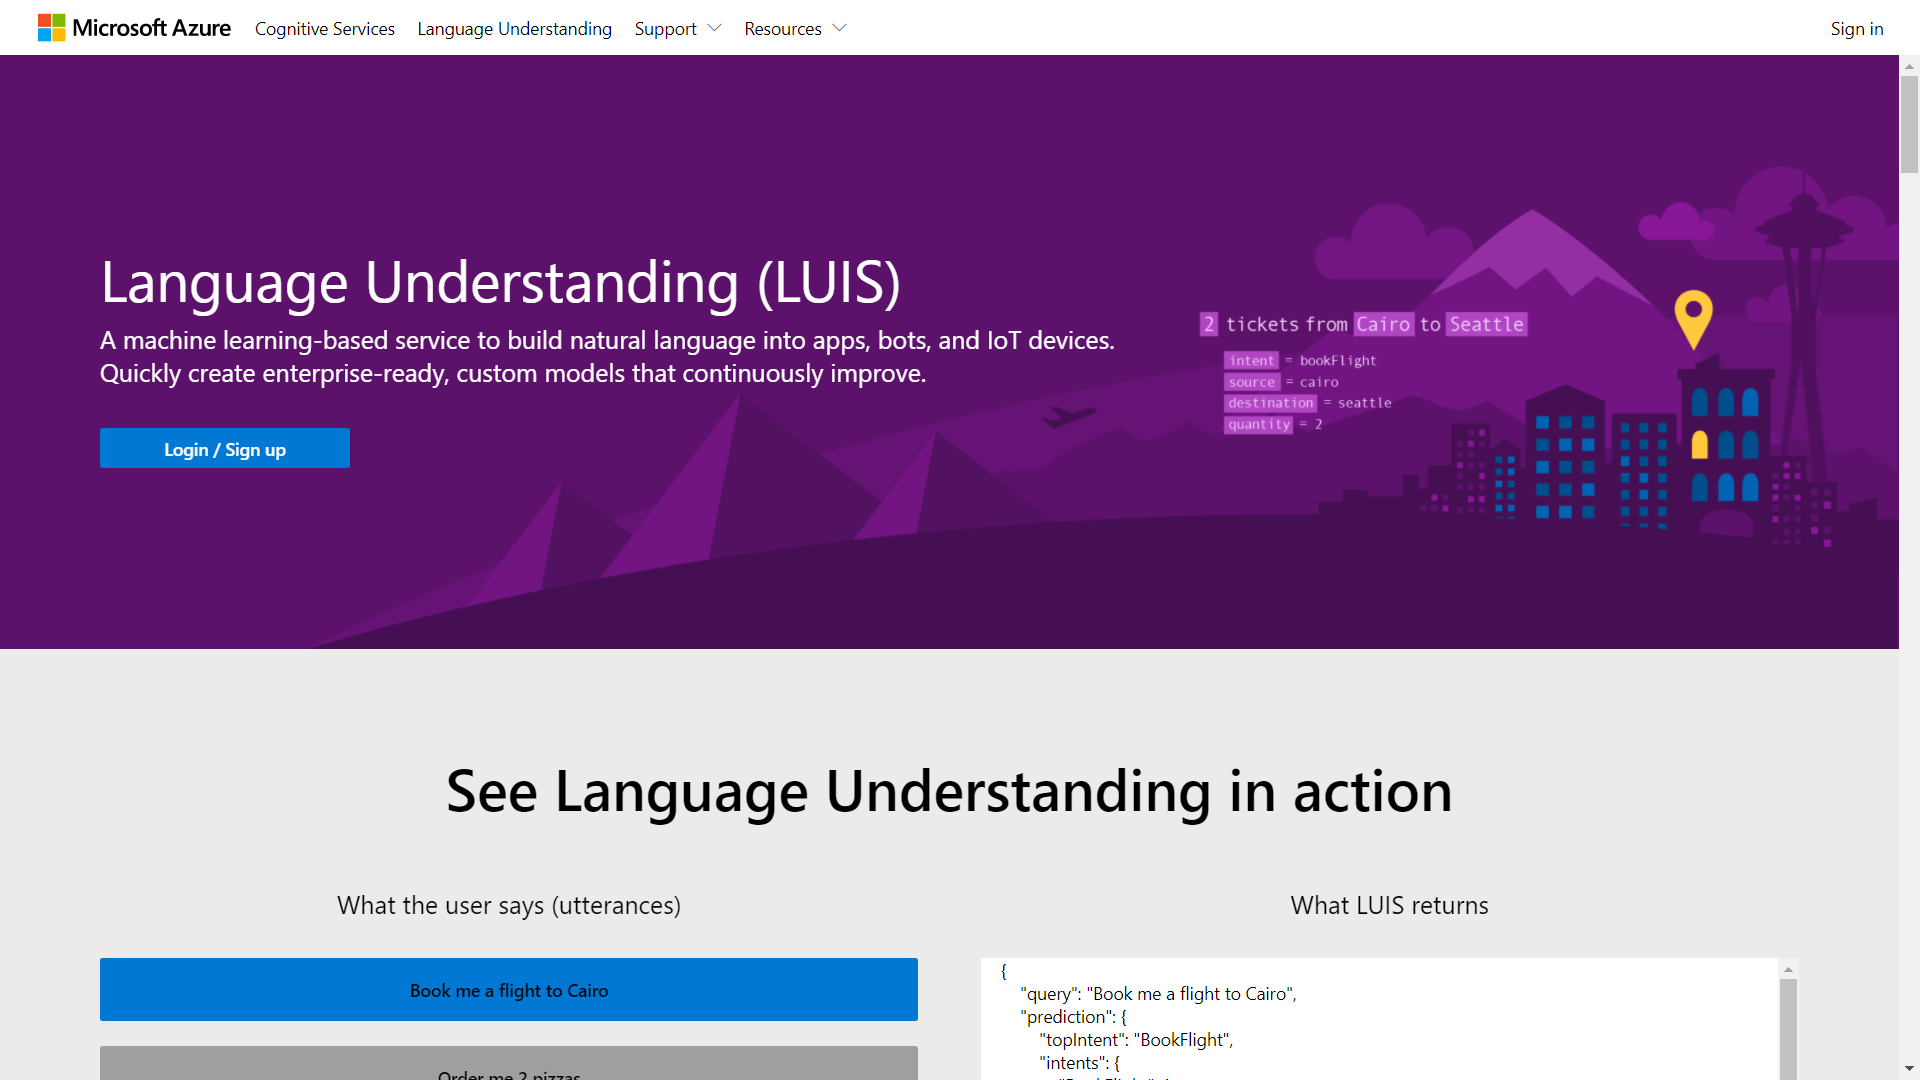 Microsoft Azure
Cognitive Services
Language Understanding
Support
Resources
Sign in
Language Understanding (LUIS)
A machine learning-based service to build natural language into apps, bots, and IoT devices.
Quickly create enterprise-ready, custom models that continuously improve.
Login / Sign up
2 tickets from Cairo to Seattle
intent = bookFlight
source = cairo
destination = seattle
quantity = 2
See Language Understanding in action
What the user says (utterances)
Book me a flight to Cairo
Order me 2 pizzas
What LUIS returns
{
"query": "Book me a flight to Cairo",
"prediction": {
"topIntent": "BookFlight",
"intents": {